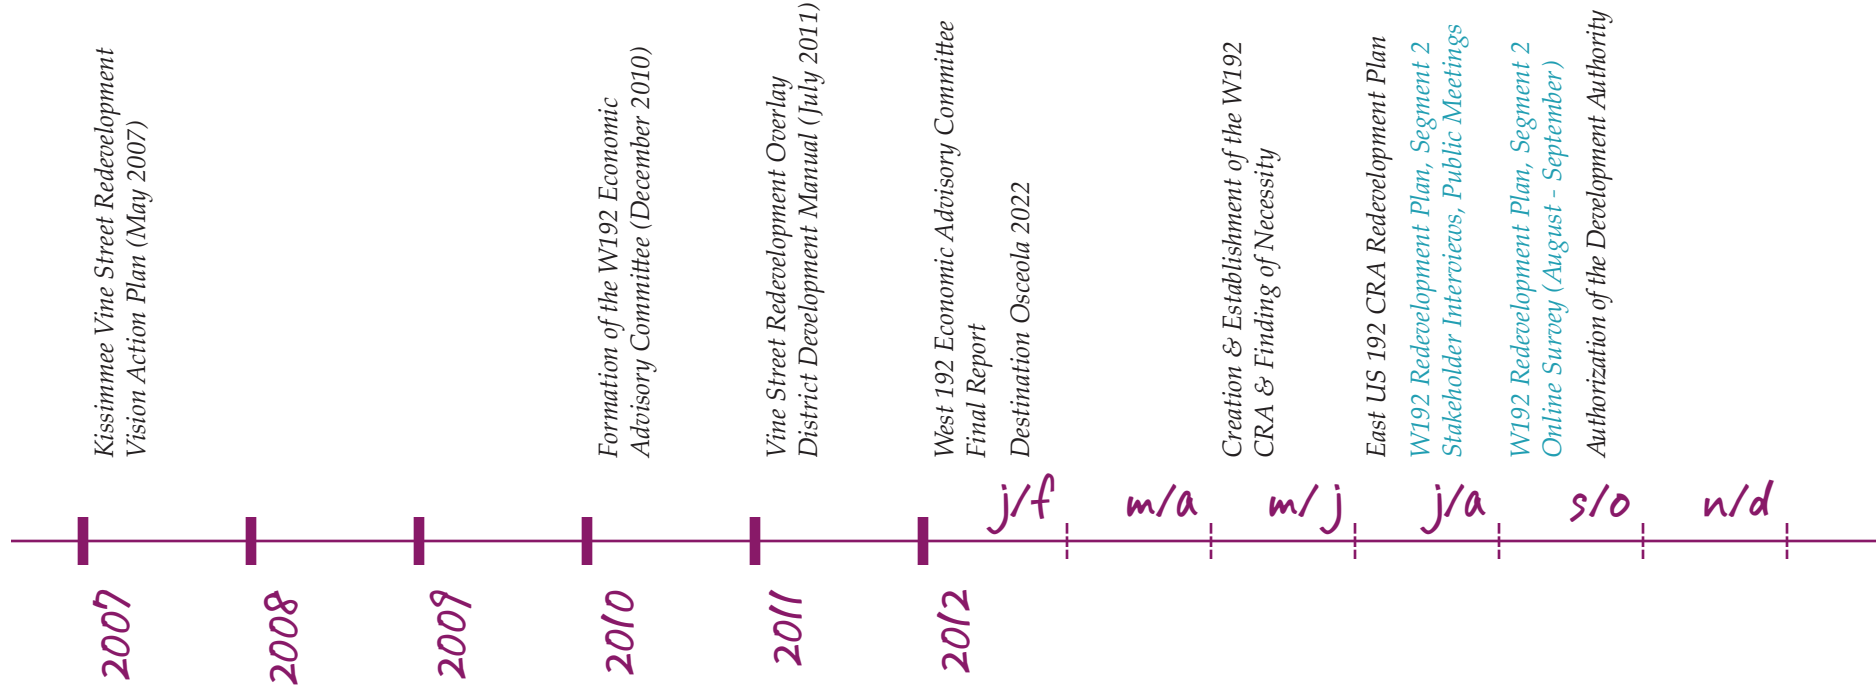 Kissimmee Vine Street Redevelopment
Vision Action Plan (May 2007)
Formation of the W192 Economic
Advisory Committee (December 2010)
Vine Street Redevelopment Overlay
District Development Manual (July 2011)
West 192 Economic Advisory Committee
Final Report
Destination Osceola 2022
Creation & Establishment of the W192
CRA & Finding of Necessity
East US 192 CRA Redevelopment Plan
W192 Redevelopment Plan, Segment 2
Stakeholder Interviews, Public Meetings
W192 Redevelopment Plan, Segment 2
Online Survey (August - September)
Authorization of the Development Authority
j/f
m/a
m/j
j/a
s/o
n/d
2007
2008
2009
2010
2011
2012